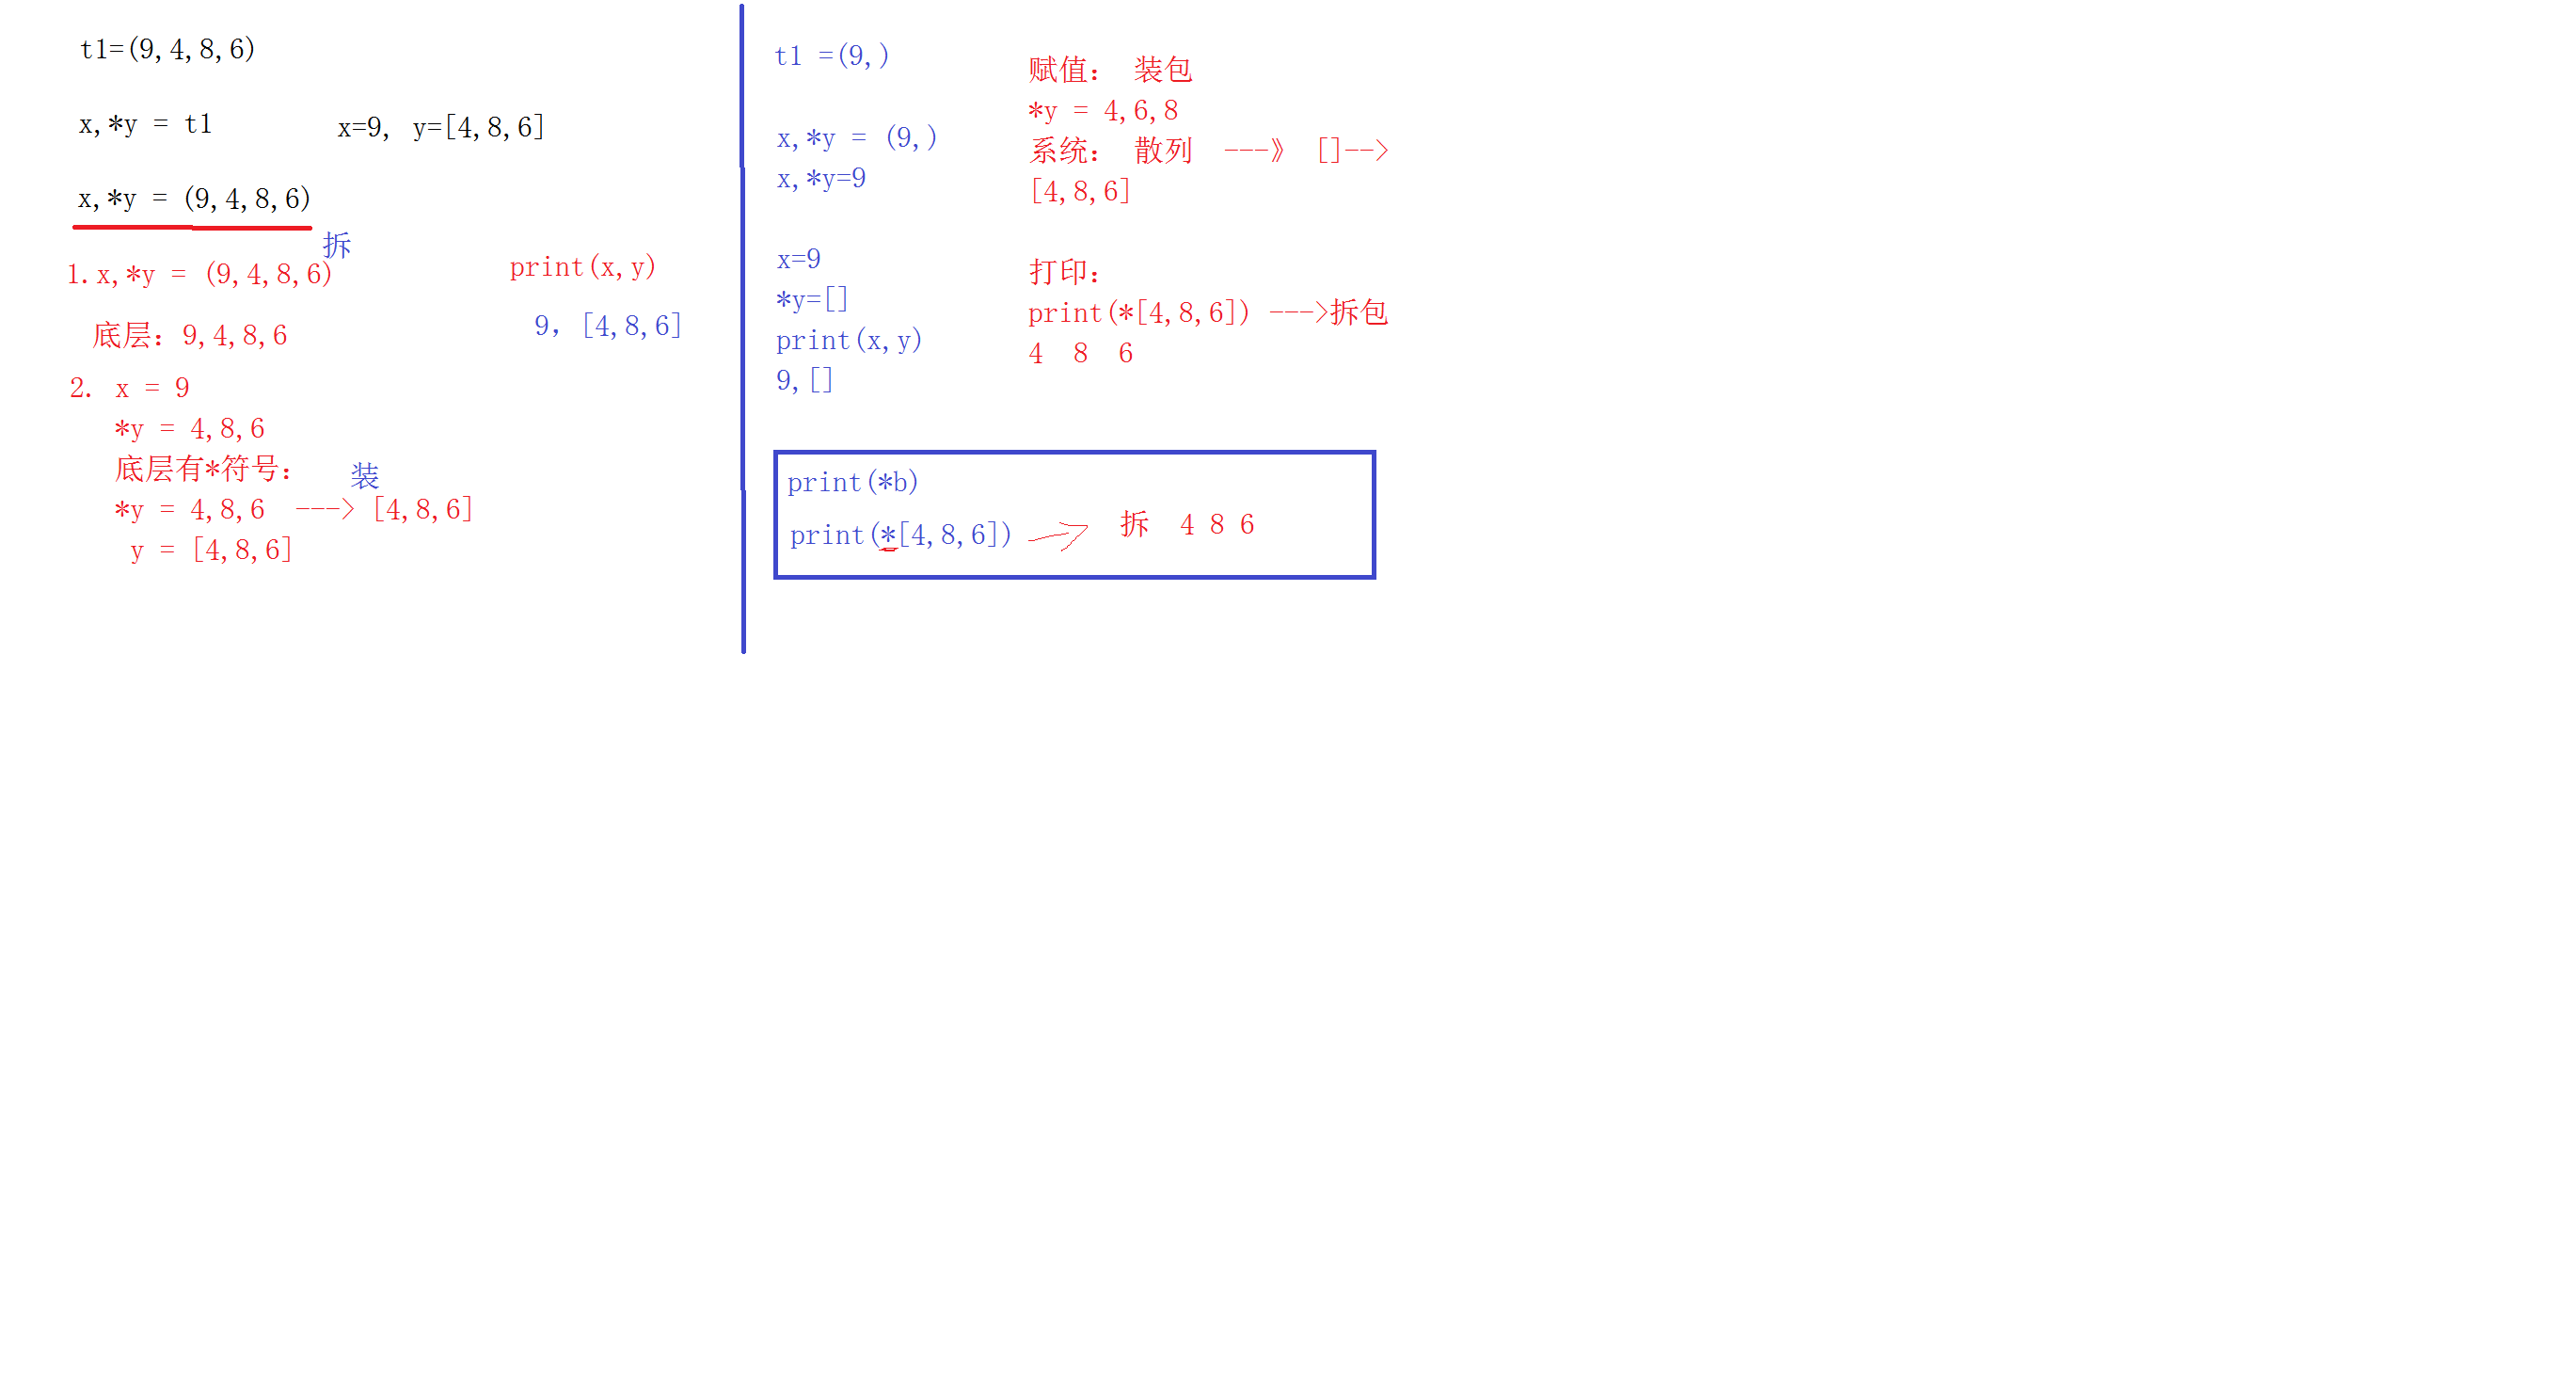 t1=(9,4,8,6)
x,*y = t1
x=9, y=[4,8,6]
x,*y = (9,4,8,6)
拆
1.x,*y = (9,4,8,6)
底层：9,4,8,6
2. x = 9
*y = 4,8,6
底层有*符号：
装
*y = 4,8,6 ---> [4,8,6]
y = [4,8,6]
print(x,y)
9, [4,8,6]
t1 =(9,)
x,*y = (9,)
x,*y=9
x=9
*y=[]
print(x,y)
9,[]
赋值： 装包
*y = 4,6,8
系统： 散列 ---》 []-->
[4,8,6]
打印：
print(*[4,8,6]) --->拆包
4 8 6
print(*b)
print(*[4,8,6])
拆 4 8 6